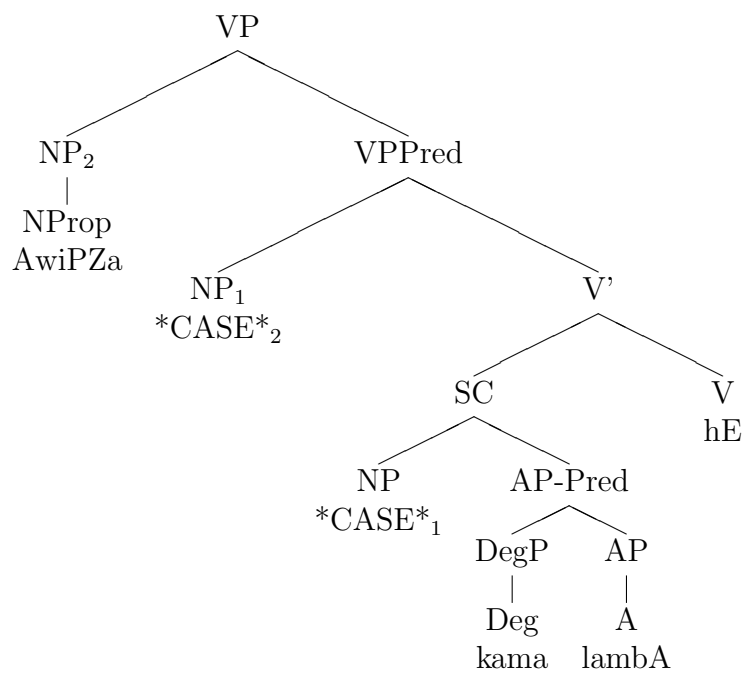 VP
NP₂ VPPred
NProp
AwiPZa
NP₁ V'
*CASE*₂
SC V
hE
NP AP-Pred
*CASE*₁
DegP AP
Deg A
kama lambA